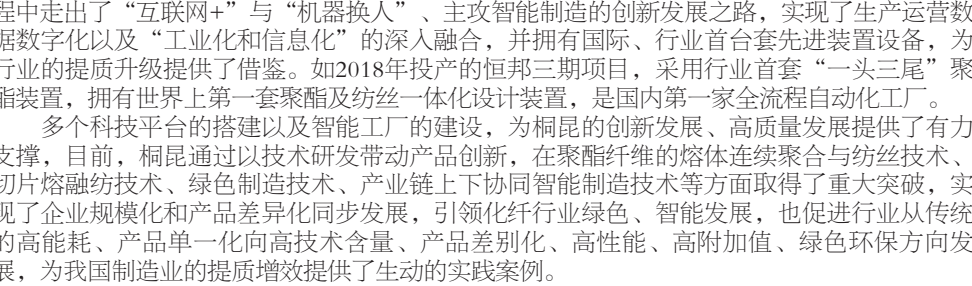 程中走出了“互联网+”与“机器换人”、主攻智能制造的创新发展之路，实现了生产运营数
据数字化以及“工业化和信息化”的深入融合，并拥有国际、行业首台套先进装置设备，为
行业的提质升级提供了借鉴。如2018年投产的恒邦三期项目，采用行业首套“一头三尾”聚
酯装置，拥有世界上第一套聚酯及纺丝一体化设计装置，是国内第一家全流程自动化工厂。
多个科技平台的搭建以及智能工厂的建设，为桐昆的创新发展、高质量发展提供了有力
支撑，目前，桐昆通过以技术研发带动产品创新，在聚酯纤维的熔体连续聚合与纺丝技术、
切片熔融纺技术、绿色制造技术、产业链上下协同智能制造技术等方面取得了重大突破，实
现了企业规模化和产品差异化同步发展，引领化纤行业绿色、智能发展，也促进行业从传统
的高能耗、产品单一化向高技术含量、产品差别化、高性能、高附加值、绿色环保方向发
展，为我国制造业的提质增效提供了生动的实践案例。